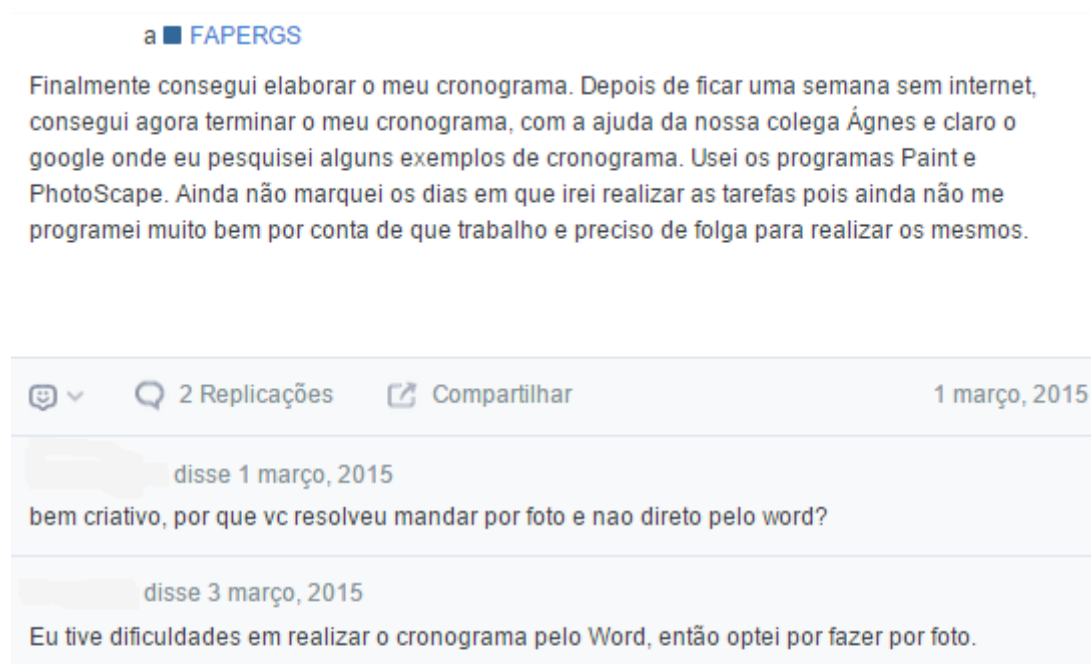 a FAPERGS
Finalmente consegui elaborar o meu cronograma. Depois de ficar uma semana sem internet,
consegui agora terminar o meu cronograma, com a ajuda da nossa colega Ágnes e claro o
google onde eu pesquisei alguns exemplos de cronograma. Usei os programas Paint e
PhotoScape. Ainda não marquei os dias em que irei realizar as tarefas pois ainda não me
programei muito bem por conta de que trabalho e preciso de folga para realizar os mesmos.
2 Replicações Compartilhar 1 março, 2015
disse 1 março, 2015
bem criativo, por que vc resolveu mandar por foto e nao direto pelo word?
disse 3 março, 2015
Eu tive dificuldades em realizar o cronograma pelo Word, então optei por fazer por foto.